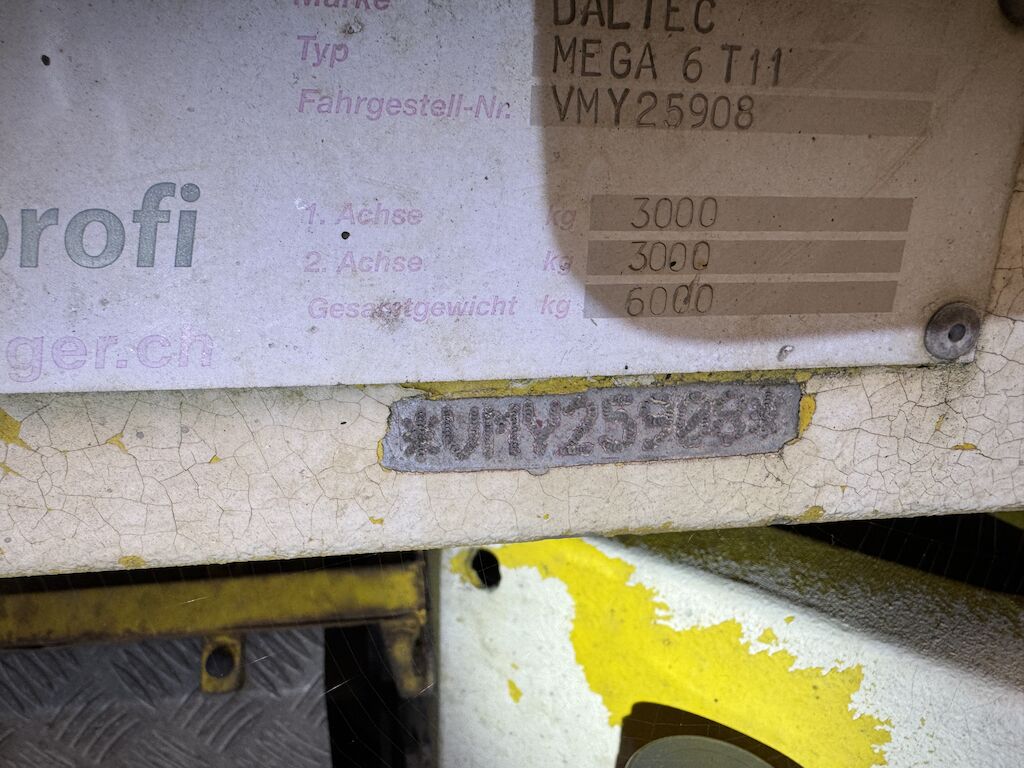 Marke DALTEC
Typ MEGA 6 T11
Fahrgestell-Nr. VMY25908
profi
1. Achse kg 3000
2. Achse kg 3000
Gesamtgewicht kg 6000
ger.ch
*VMY25908*